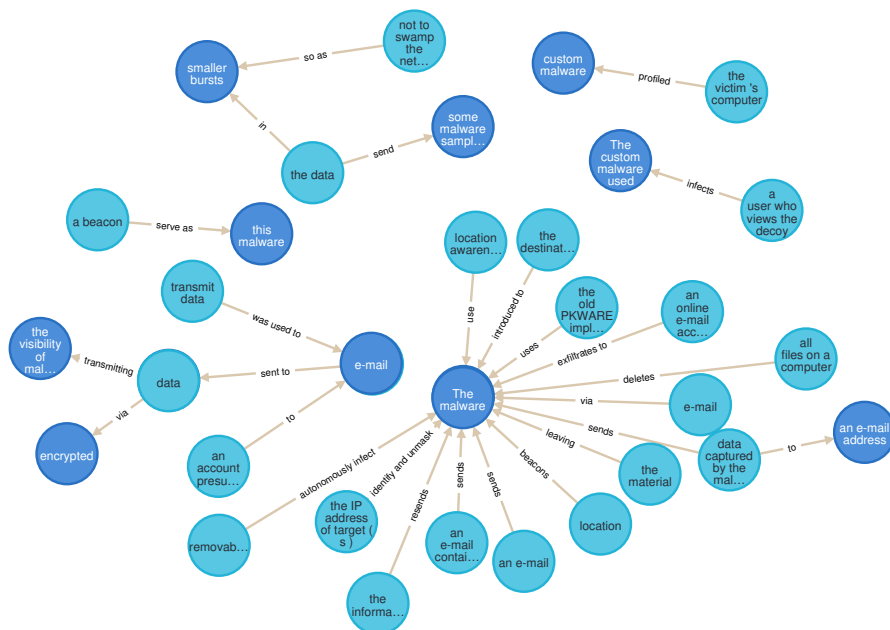 not to
swamp
the
net…
so as
smaller
bursts
custom
malware
profiled
the
victim 's
computer
in
some
malware
sampl…
send
the data
The
custom
malware
used
infects
a
user who
views the
decoy
a beacon
serve as
this
malware
location
awaren…
the
destinat…
use
introduced to
transmit
data
was used to
the
old
PKWARE
impl…
uses
an
online
e-mail
acc…
exfiltrates to
the
visibility
of
mal…
transmitting
data
sent to
e-mail
all
files on a
computer
deletes
The
malware
via
e-mail
via
to
sends
leaving
an e-mail
address
to
encrypted
an
account
presu…
data
captured
by the
mal…
the
material
autonomously infect
identify and unmask
resends
sends
sends
beacons
the IP
address
of target (
s )
location
removab…
an
e-mail
contai…
an e-mail
the
informa…